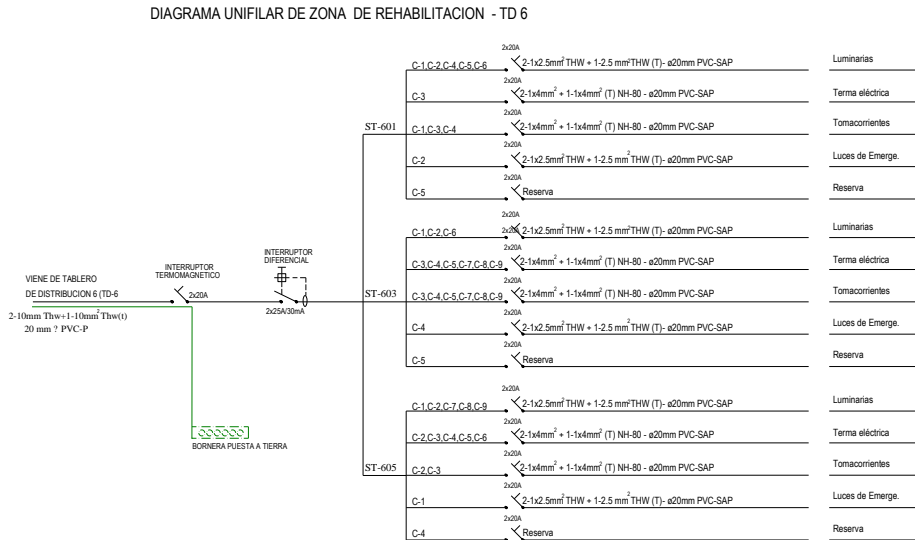 DIAGRAMA UNIFILAR DE ZONA DE REHABILITACION - TD 6
VIENE DE TABLERO
DE DISTRIBUCION 6 (TD-6
2-10mm Thw+1-10mm² Thw(t)
20 mm ? PVC-P
INTERRUPTOR
TERMOMAGNETICO
2x20A
BORNERA PUESTA A TIERRA
INTERRUPTOR
DIFERENCIAL
2x25A/30mA
ST-601
2x20A
C-1,C-2,C-4,C-5,C-6 2-1x2.5mm² THW + 1-2.5 mm² THW (T)- ø20mm PVC-SAP Luminarias
2x20A
C-3 2-1x4mm² + 1-1x4mm² (T) NH-80 - ø20mm PVC-SAP Terma eléctrica
2x20A
C-1,C-3,C-4 2-1x4mm² + 1-1x4mm² (T) NH-80 - ø20mm PVC-SAP Tomacorrientes
2x20A
C-2 2-1x2.5mm² THW + 1-2.5 mm² THW (T)- ø20mm PVC-SAP Luces de Emerge.
2x20A
C-5 Reserva Reserva
ST-603
2x20A
C-1,C-2,C-6 2x20A 2-1x2.5mm² THW + 1-2.5 mm² THW (T)- ø20mm PVC-SAP Luminarias
2x20A
C-3,C-4,C-5,C-7,C-8,C-9 2-1x4mm² + 1-1x4mm² (T) NH-80 - ø20mm PVC-SAP Terma eléctrica
2x20A
C-3,C-4,C-5,C-7,C-8,C-9 2-1x4mm² + 1-1x4mm² (T) NH-80 - ø20mm PVC-SAP Tomacorrientes
2x20A
C-4 2-1x2.5mm² THW + 1-2.5 mm² THW (T)- ø20mm PVC-SAP Luces de Emerge.
2x20A
C-5 Reserva Reserva
ST-605
2x20A
C-1,C-2,C-7,C-8,C-9 2-1x2.5mm² THW + 1-2.5 mm² THW (T)- ø20mm PVC-SAP Luminarias
2x20A
C-2,C-3,C-4,C-5,C-6 2-1x4mm² + 1-1x4mm² (T) NH-80 - ø20mm PVC-SAP Terma eléctrica
2x20A
C-2,C-3 2-1x4mm² + 1-1x4mm² (T) NH-80 - ø20mm PVC-SAP Tomacorrientes
2x20A
C-1 2-1x2.5mm² THW + 1-2.5 mm² THW (T)- ø20mm PVC-SAP Luces de Emerge.
2x20A
C-4 Reserva Reserva